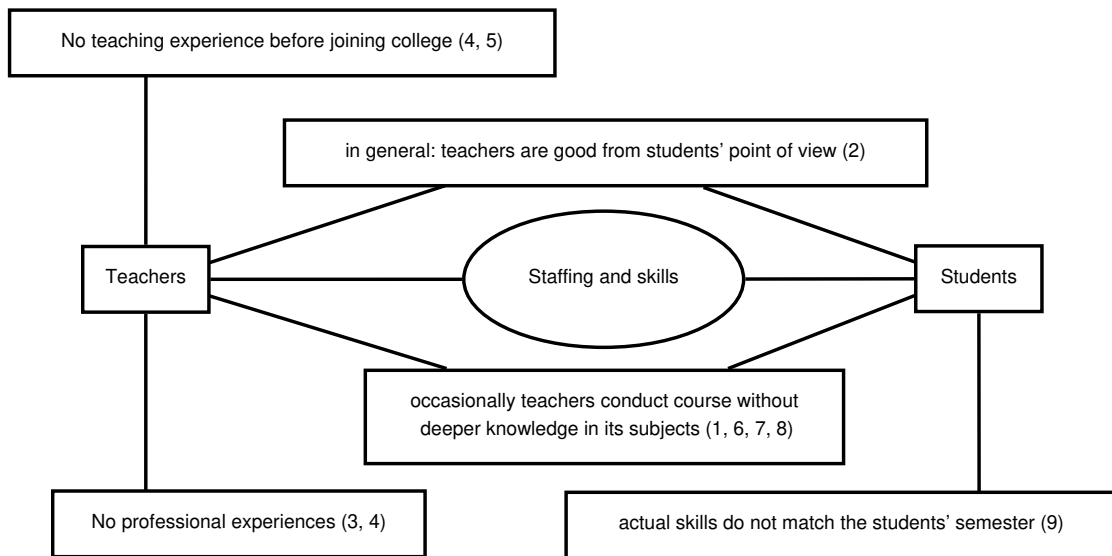 No teaching experience before joining college (4, 5)
in general: teachers are good from students’ point of view (2)
Teachers
Staffing and skills
Students
occasionally teachers conduct course without
deeper knowledge in its subjects (1, 6, 7, 8)
No professional experiences (3, 4)
actual skills do not match the students’ semester (9)